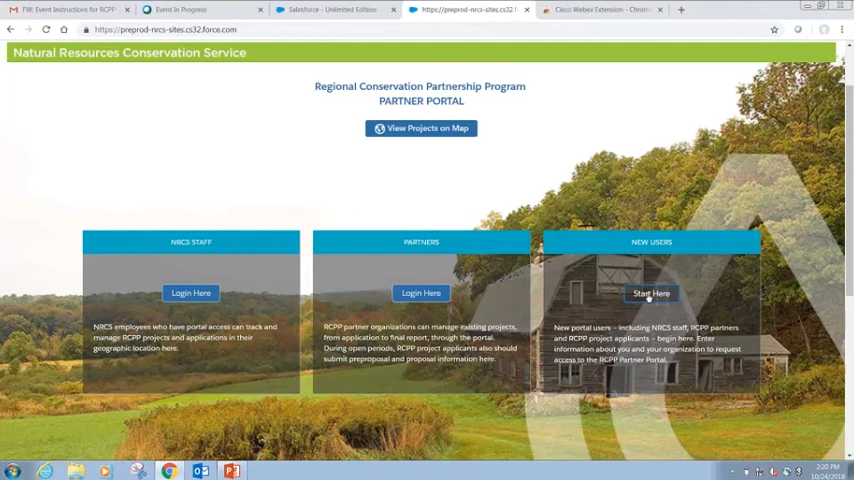 FW: Event Instructions for RCPP
Event In Progress
Salesforce - Unlimited Edition
https://preprod-nrcs-sites.cs32.f
Cisco Webex Extension - Chrom
https://preprod-nrcs-sites.cs32.force.com
Natural Resources Conservation Service
Regional Conservation Partnership Program
PARTNER PORTAL
View Projects on Map
NRCS STAFF
Login Here
NRCS employees who have portal access can track and
manage RCPP projects and applications in their
geographic location here.
PARTNERS
Login Here
RCPP partner organizations can manage existing projects,
from application to final report, through the portal.
During open periods, RCPP project applicants also should
submit preproposal and proposal information here.
NEW USERS
Start Here
New portal users – including NRCS staff, RCPP partners
and RCPP project applicants – begin here. Enter
information about you and your organization to request
access to the RCPP Partner Portal.
2:20 PM
10/24/2018